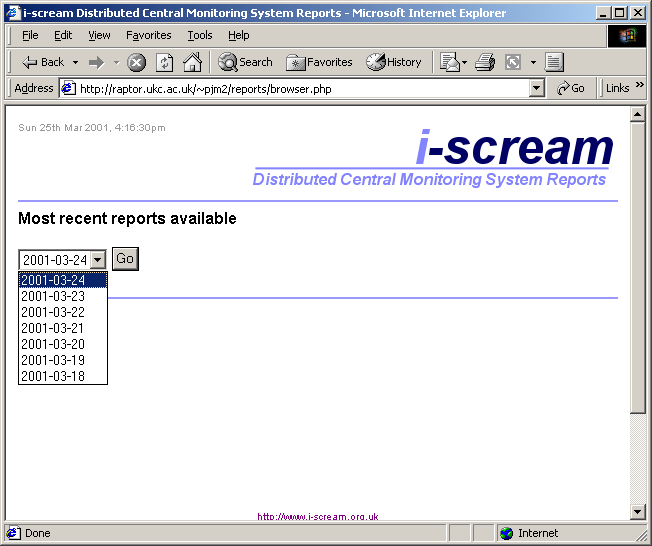 i-scream Distributed Central Monitoring System Reports - Microsoft Internet Explorer
File Edit View Favorites Tools Help
Back Search Favorites History
Address http://raptor.ukc.ac.uk/~pjm2/reports/browser.php Go Links »
Sun 25th Mar 2001, 4:16:30pm
i-scream
Distributed Central Monitoring System Reports
Most recent reports available
2001-03-24 Go
2001-03-24
2001-03-23
2001-03-22
2001-03-21
2001-03-20
2001-03-19
2001-03-18
http://www.i-scream.org.uk
Done Internet